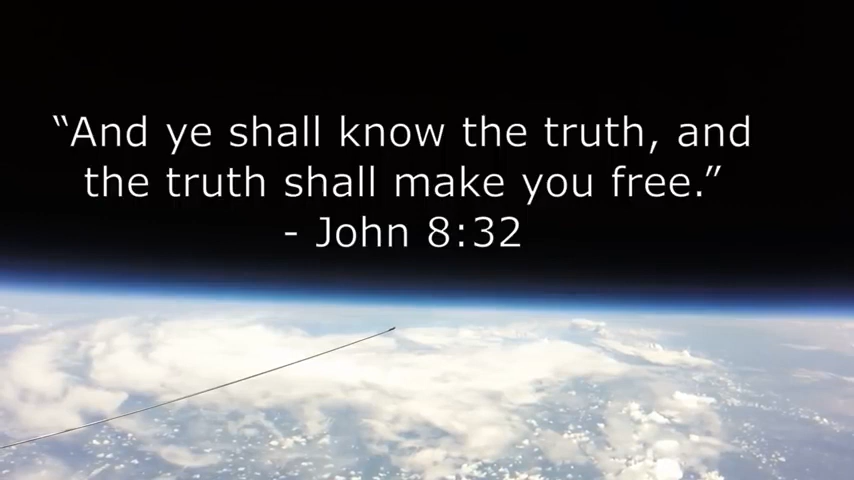 “And ye shall know the truth, and
the truth shall make you free.”
- John 8:32